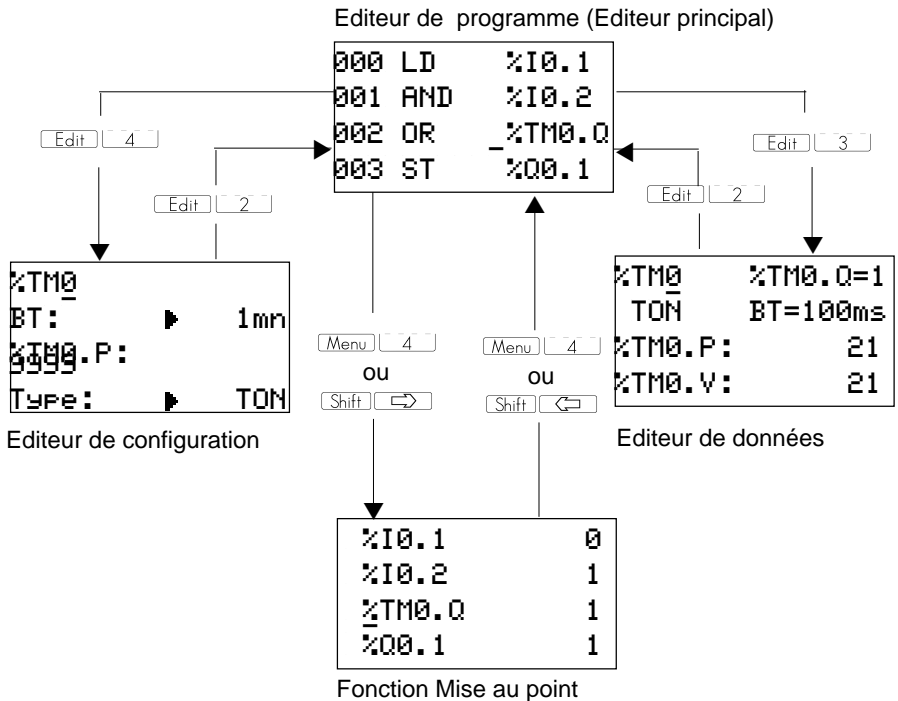 Editeur de programme (Editeur principal)
000 LD %I0.1
001 AND %I0.2
002 OR _%TM0.Q
003 ST %Q0.1
Edit 4
Edit 3
Edit 2
Edit 2
%TM0
BT: 1mn
%TM0.P:
9999
Type: TON
Editeur de configuration
%TM0 %TM0.Q=1
TON BT=100ms
%TM0.P: 21
%TM0.V: 21
Editeur de données
Menu 4
ou
Shift ⇨
Menu 4
ou
Shift ⇦
%I0.1 0
%I0.2 1
%TM0.Q 1
%Q0.1 1
Fonction Mise au point